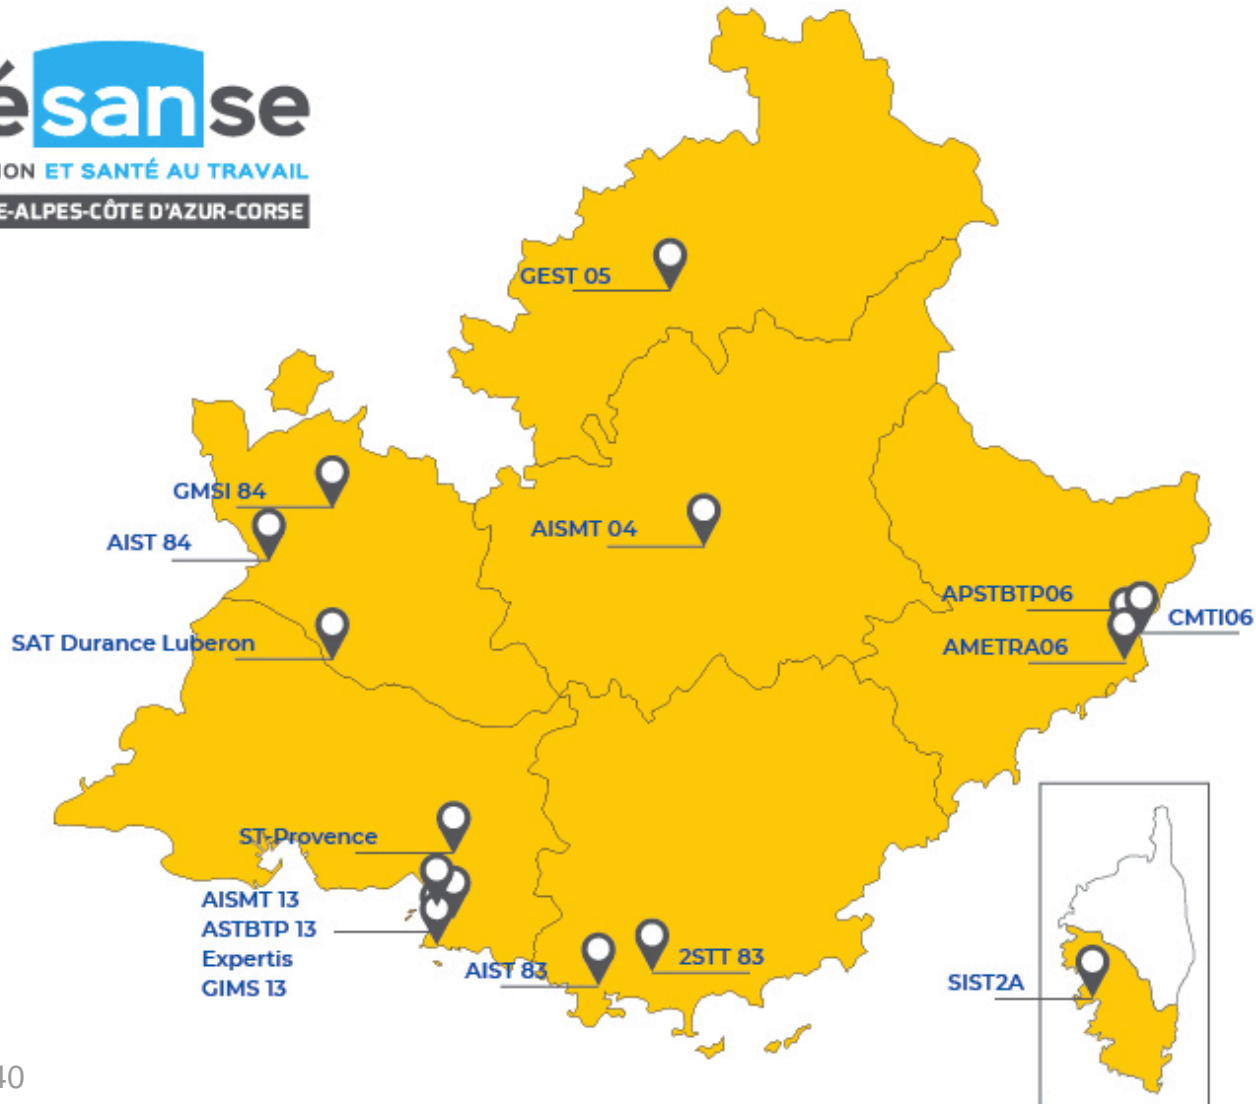 ésanse
ION ET SANTÉ AU TRAVAIL
E-ALPES-CÔTE D'AZUR-CORSE
GEST 05
GMSI 84
AISMT 04
AIST 84
APSTBTP06
CMTI06
SAT Durance Luberon
AMETRA06
ST-Provence
AISMT 13
ASTBTP 13
Expertis
GIMS 13
AIST 83
2STT 83
SIST2A
40